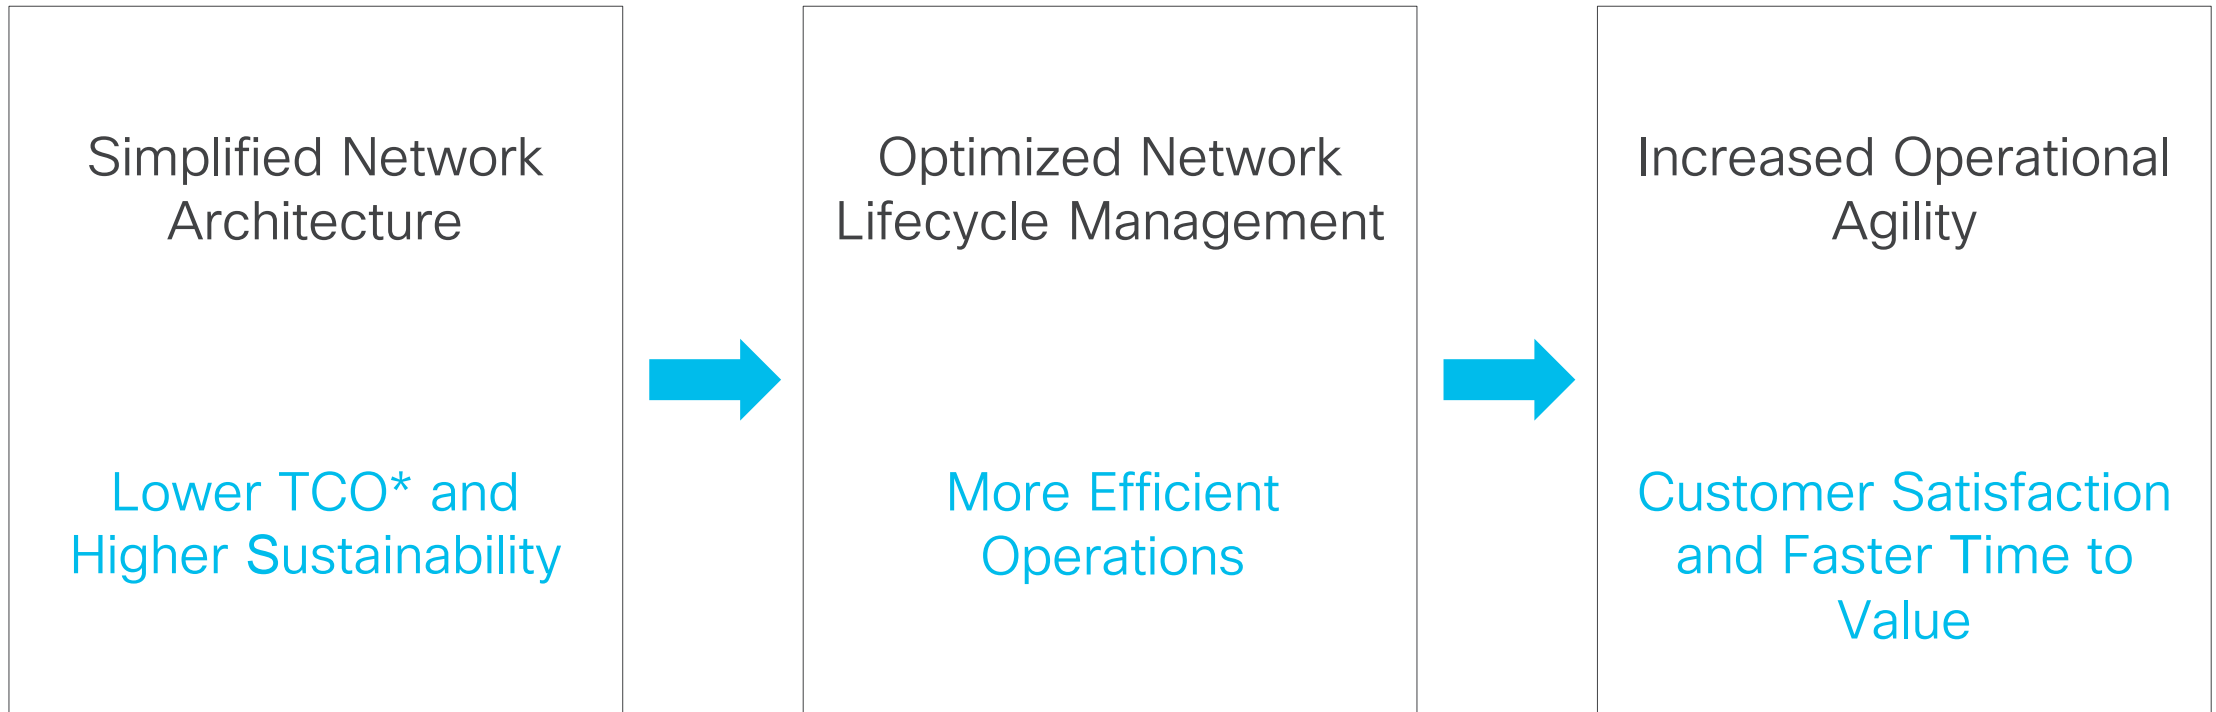 Simplified Network
Architecture
Lower TCO* and
Higher Sustainability
Optimized Network
Lifecycle Management
More Efficient
Operations
Increased Operational
Agility
Customer Satisfaction
and Faster Time to
Value